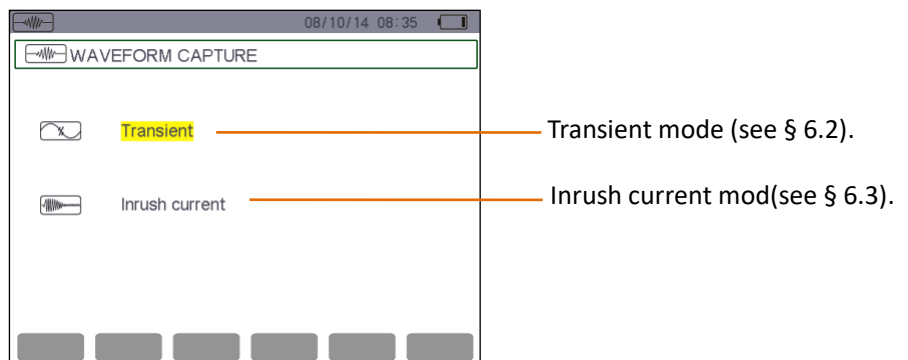 08/10/14 08:35
WAVEFORM CAPTURE
Transient
Transient mode (see § 6.2).
Inrush current
Inrush current mod(see § 6.3).